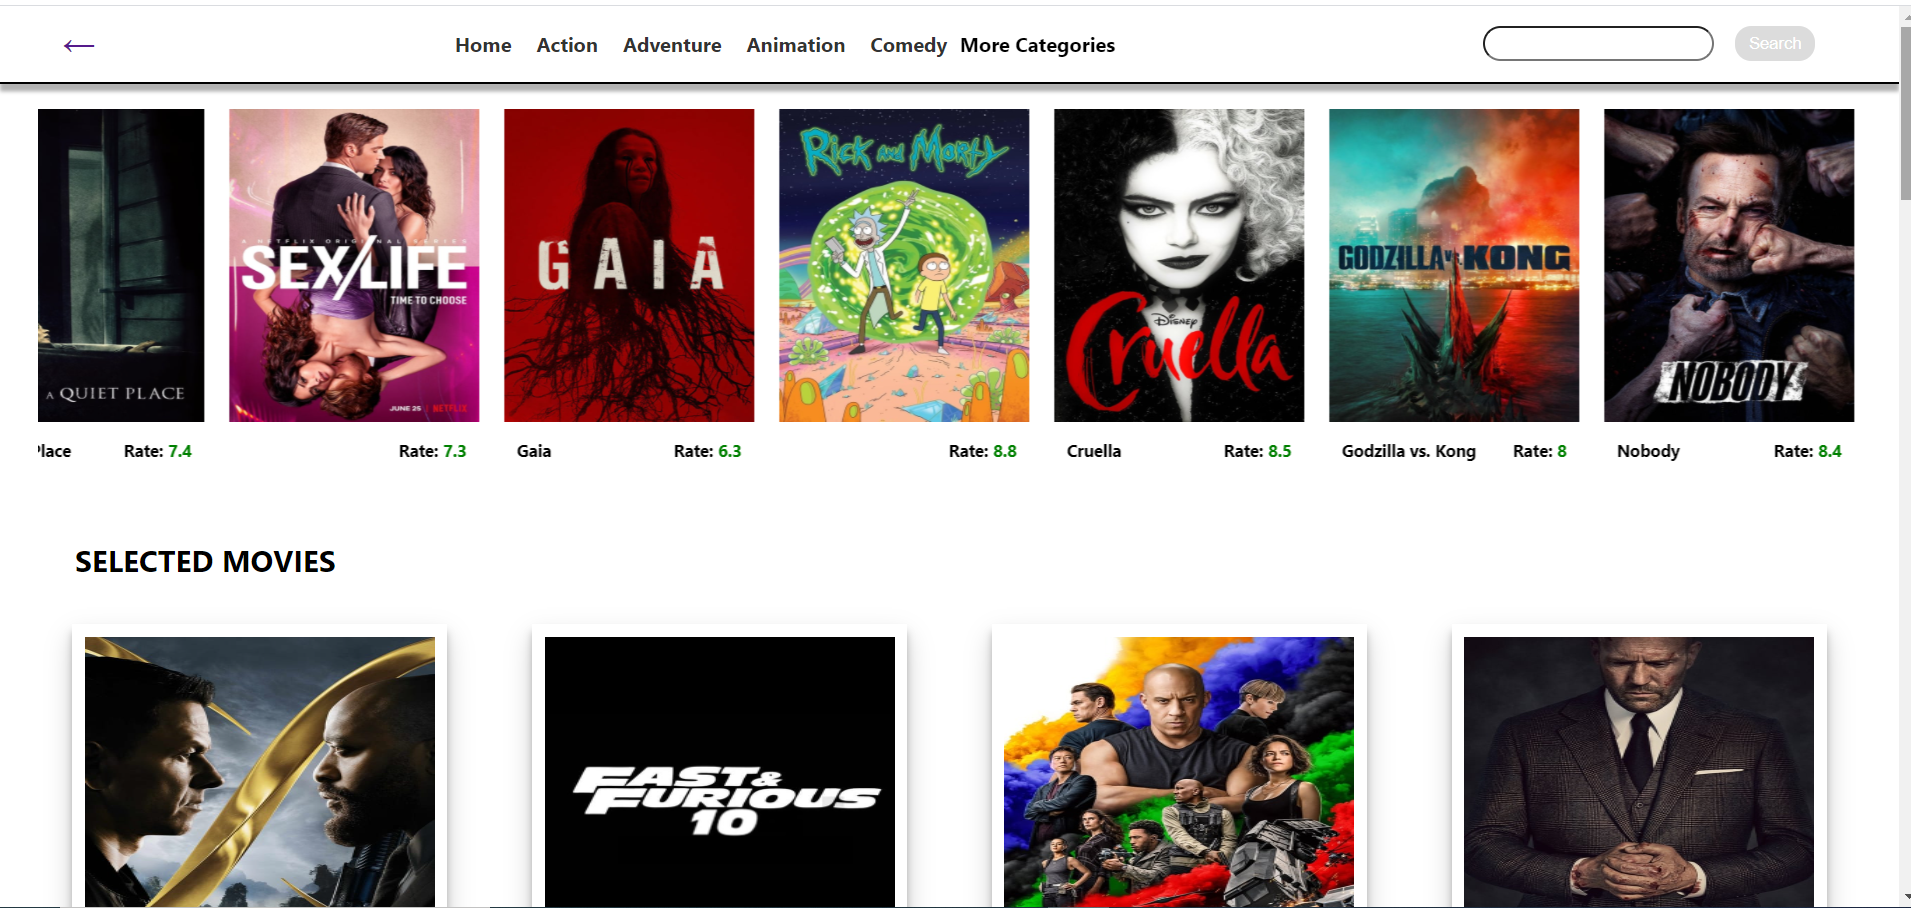 Home Action Adventure Animation Comedy More Categories Search
A QUIET PLACE
A NETFLIX ORIGINAL SERIES
SEX/LIFE
TIME TO CHOOSE
JUNE 25 | NETFLIX
GAIA
RICK AND MORTY
DISNEY
Cruella
GODZILLA VS. KONG
NOBODY
Place Rate: 7.4
Rate: 7.3
Gaia Rate: 6.3
Rate: 8.8
Cruella Rate: 8.5
Godzilla vs. Kong Rate: 8
Nobody Rate: 8.4
SELECTED MOVIES
FAST &
FURIOUS
10